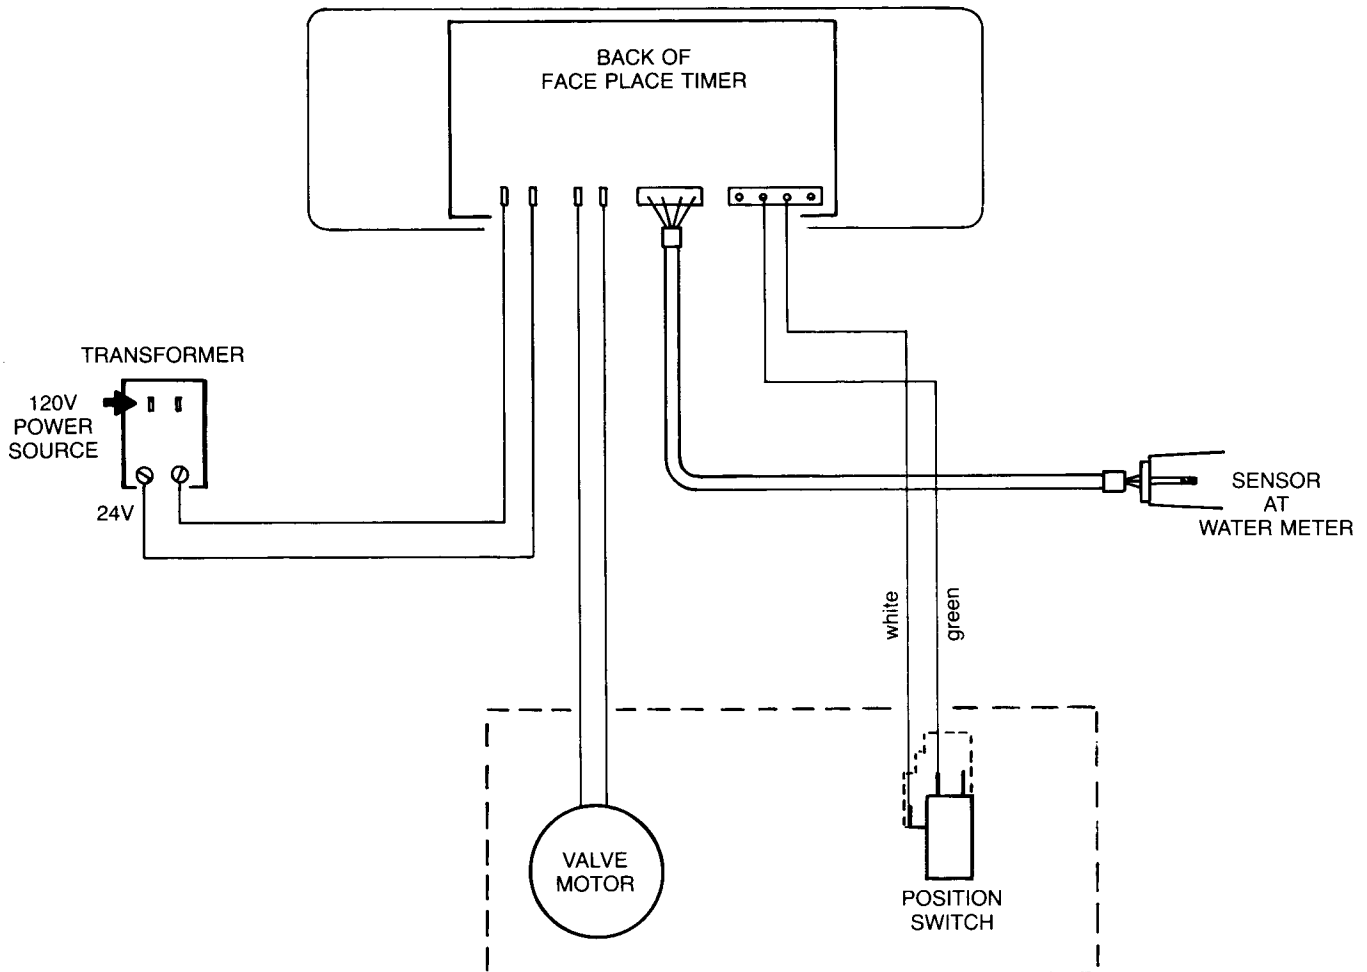 BACK OF
FACE PLACE TIMER
TRANSFORMER
120V
POWER
SOURCE
24V
SENSOR
AT
WATER METER
white
green
VALVE
MOTOR
POSITION
SWITCH